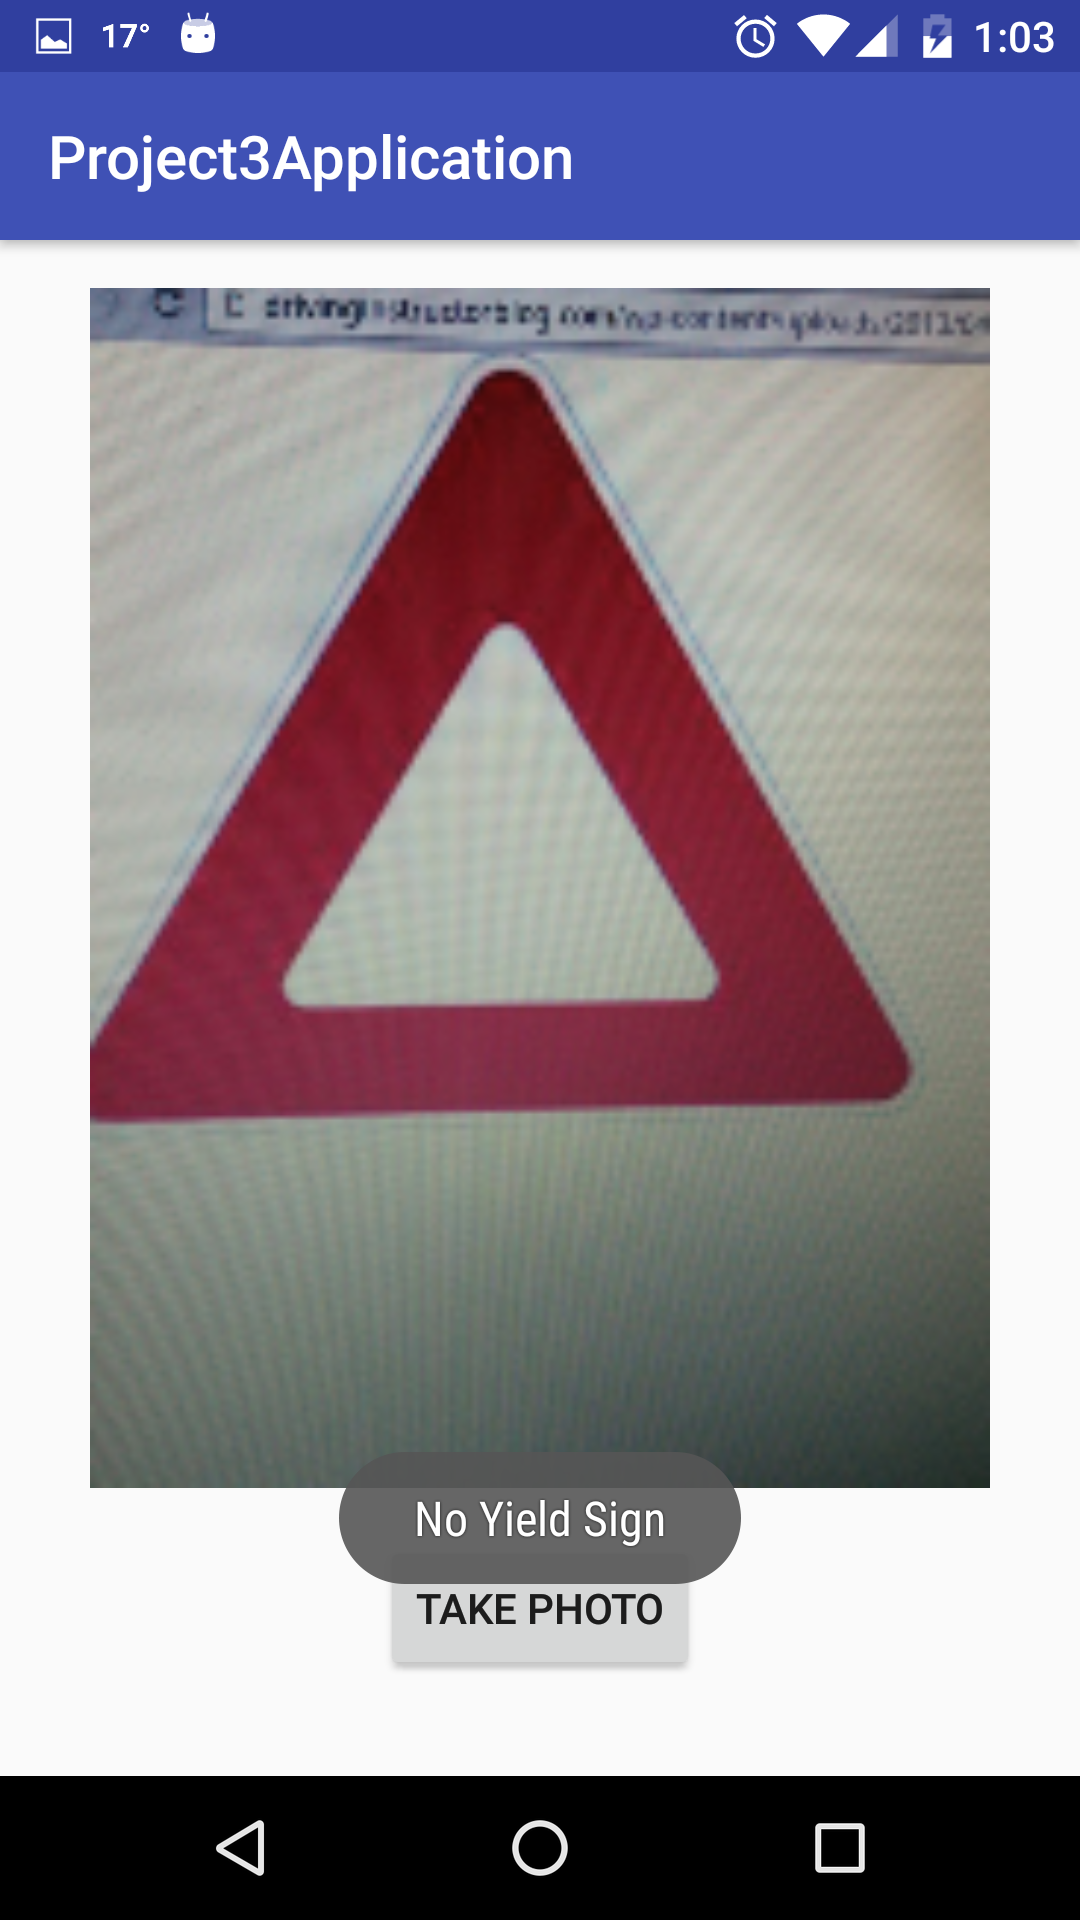 17° 1:03
Project3Application
No Yield Sign
TAKE PHOTO